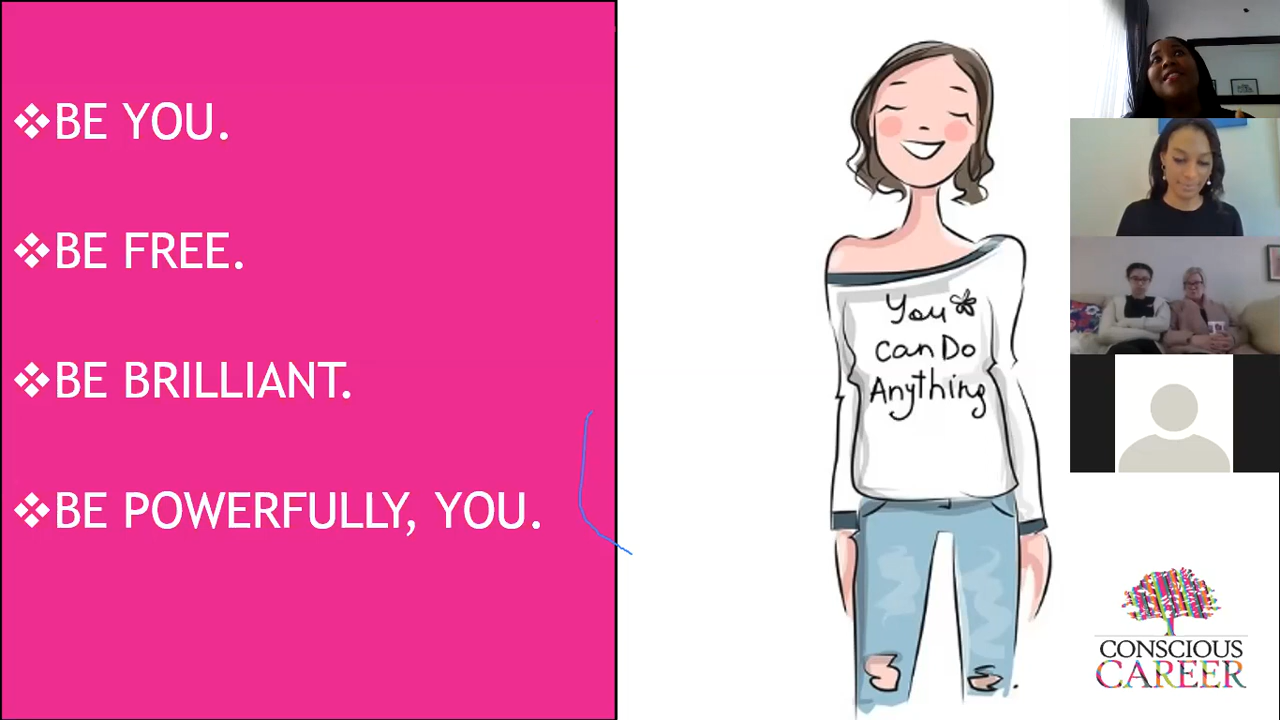 ❖BE YOU.
❖BE FREE.
❖BE BRILLIANT.
❖BE POWERFULLY, YOU.
You
can Do
Anything
CONSCIOUS
CAREER